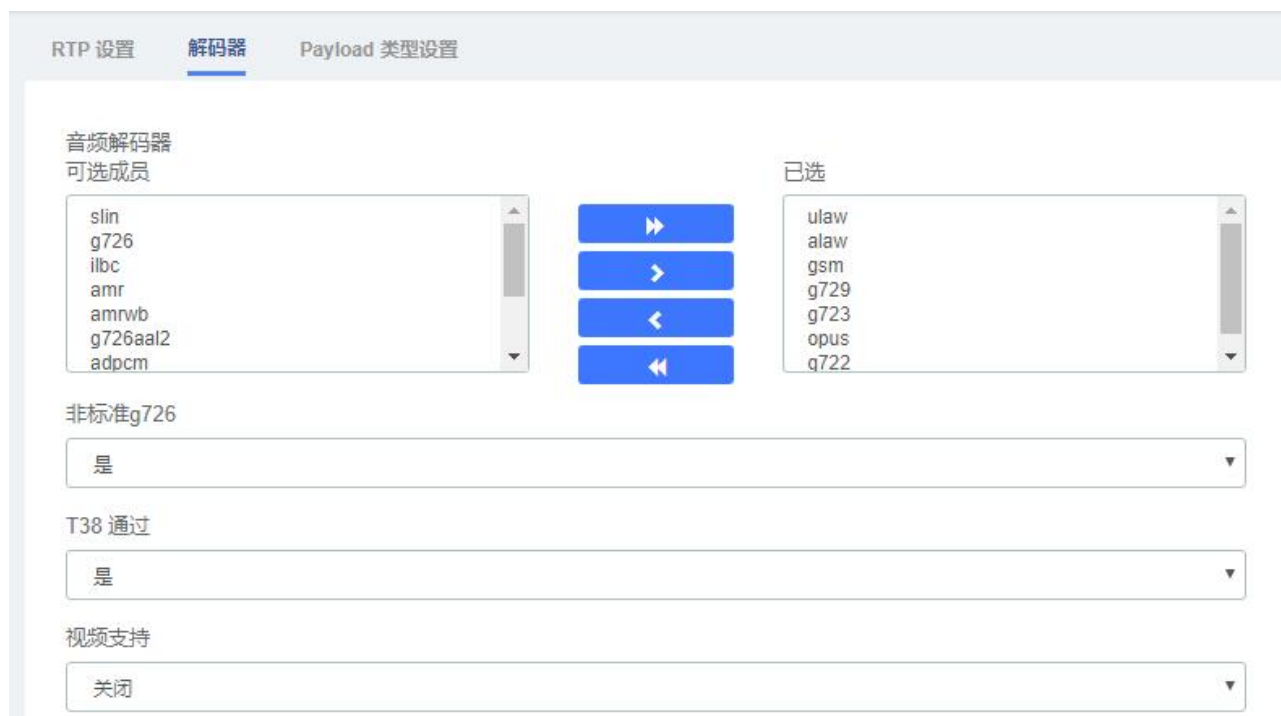 RTP 设置 解码器 Payload 类型设置
音频解码器
可选成员
slin
g726
ilbc
amr
amrwb
g726aal2
adpcm
已选
ulaw
alaw
gsm
g729
g723
opus
g722
非标准g726
是
T38 通过
是
视频支持
关闭